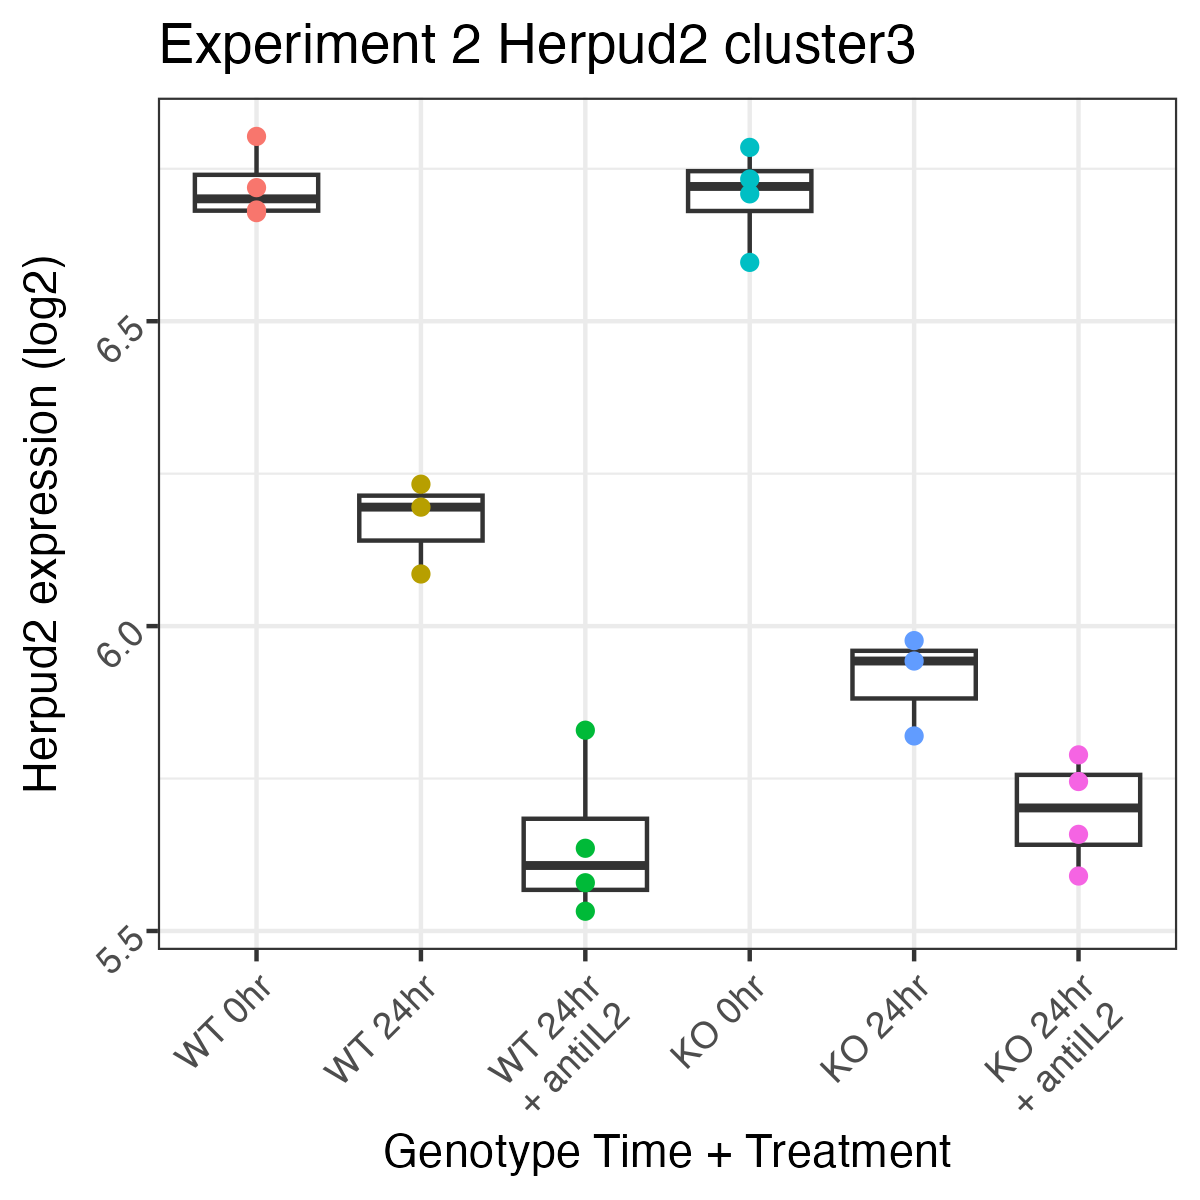 Experiment 2 Herpud2 cluster3
Herpud2 expression (log2)
6.5
6.0
5.5
WT 0hr
WT 24hr
WT 24hr
+ antiIL2
KO 0hr
KO 24hr
KO 24hr
+ antiIL2
Genotype Time + Treatment